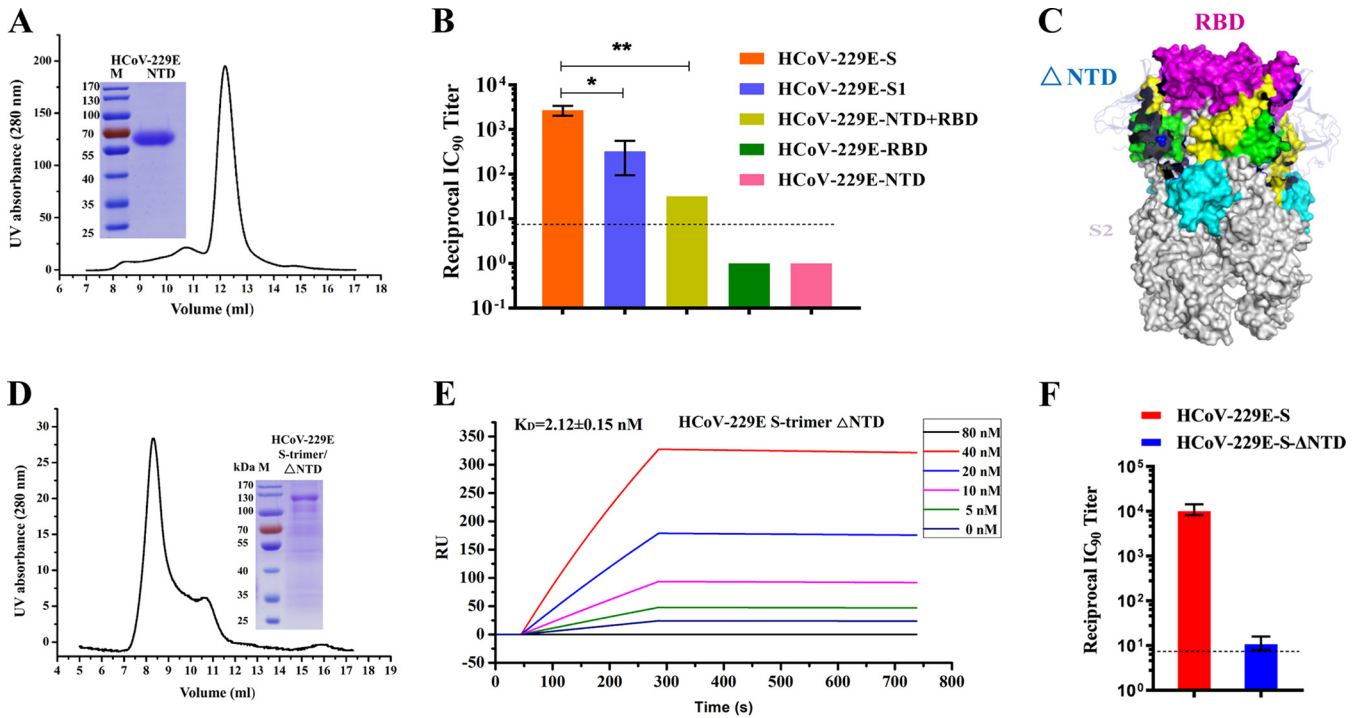 A
UV absorbance (280 nm)
200
150
100
50
0
HCoV-229E
M NTD
170
130
100
70
55
40
35
25
6 7 8 9 10 11 12 13 14 15 16 17 18
Volume (ml)
B
Reciprocal IC90 Titer
10^4
10^3
10^2
10^1
10^0
10^-1
**
*
HCoV-229E-S
HCoV-229E-S1
HCoV-229E-NTD+RBD
HCoV-229E-RBD
HCoV-229E-NTD
C
RBD
△ NTD
S2
D
UV absorbance (280 nm)
30
25
20
15
10
5
0
HCoV-229E
S-trimer/
△NTD
kDa M
170
130
100
70
55
40
35
25
4 5 6 7 8 9 10 11 12 13 14 15 16 17 18 19
Volume (ml)
E
KD=2.12±0.15 nM
HCoV-229E S-trimer △NTD
RU
350
300
250
200
150
100
50
0
-50
80 nM
40 nM
20 nM
10 nM
5 nM
0 nM
0 100 200 300 400 500 600 700 800
Time (s)
F
HCoV-229E-S
HCoV-229E-S-ΔNTD
Reciprocal IC90 Titer
10^5
10^4
10^3
10^2
10^1
10^0